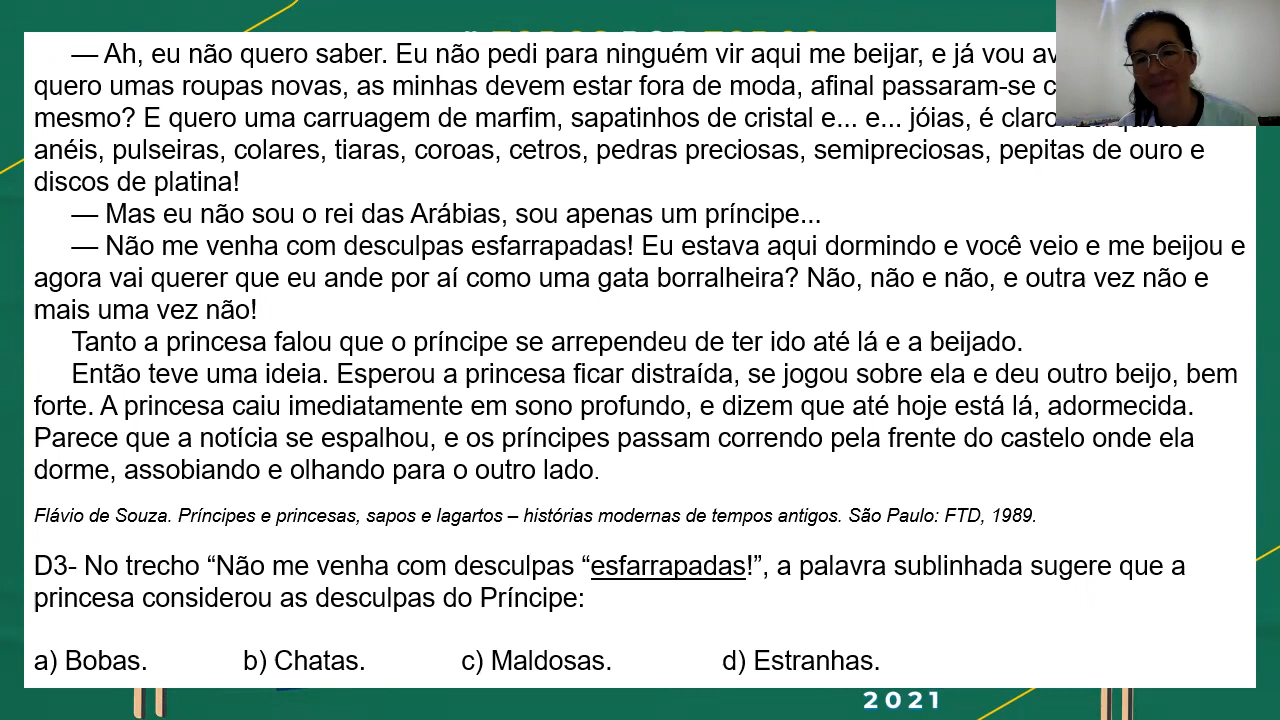 — Ah, eu não quero saber. Eu não pedi para ninguém vir aqui me beijar, e já vou
quero umas roupas novas, as minhas devem estar fora de moda, afinal passaram-se
mesmo? E quero uma carruagem de marfim, sapatinhos de cristal e... e... jóias, é claro
anéis, pulseiras, colares, tiaras, coroas, cetros, pedras preciosas, semipreciosas, pepitas de ouro e
discos de platina!
— Mas eu não sou o rei das Arábias, sou apenas um príncipe...
— Não me venha com desculpas esfarrapadas! Eu estava aqui dormindo e você veio e me beijou e
agora vai querer que eu ande por aí como uma gata borralheira? Não, não e não, e outra vez não e
mais uma vez não!
Tanto a princesa falou que o príncipe se arrependeu de ter ido até lá e a beijado.
Então teve uma ideia. Esperou a princesa ficar distraída, se jogou sobre ela e deu outro beijo, bem
forte. A princesa caiu imediatamente em sono profundo, e dizem que até hoje está lá, adormecida.
Parece que a notícia se espalhou, e os príncipes passam correndo pela frente do castelo onde ela
dorme, assobiando e olhando para o outro lado.
Flávio de Souza. Príncipes e princesas, sapos e lagartos – histórias modernas de tempos antigos. São Paulo: FTD, 1989.
D3- No trecho “Não me venha com desculpas “esfarrapadas!”, a palavra sublinhada sugere que a
princesa considerou as desculpas do Príncipe:
a) Bobas. b) Chatas. c) Maldosas. d) Estranhas.
2021